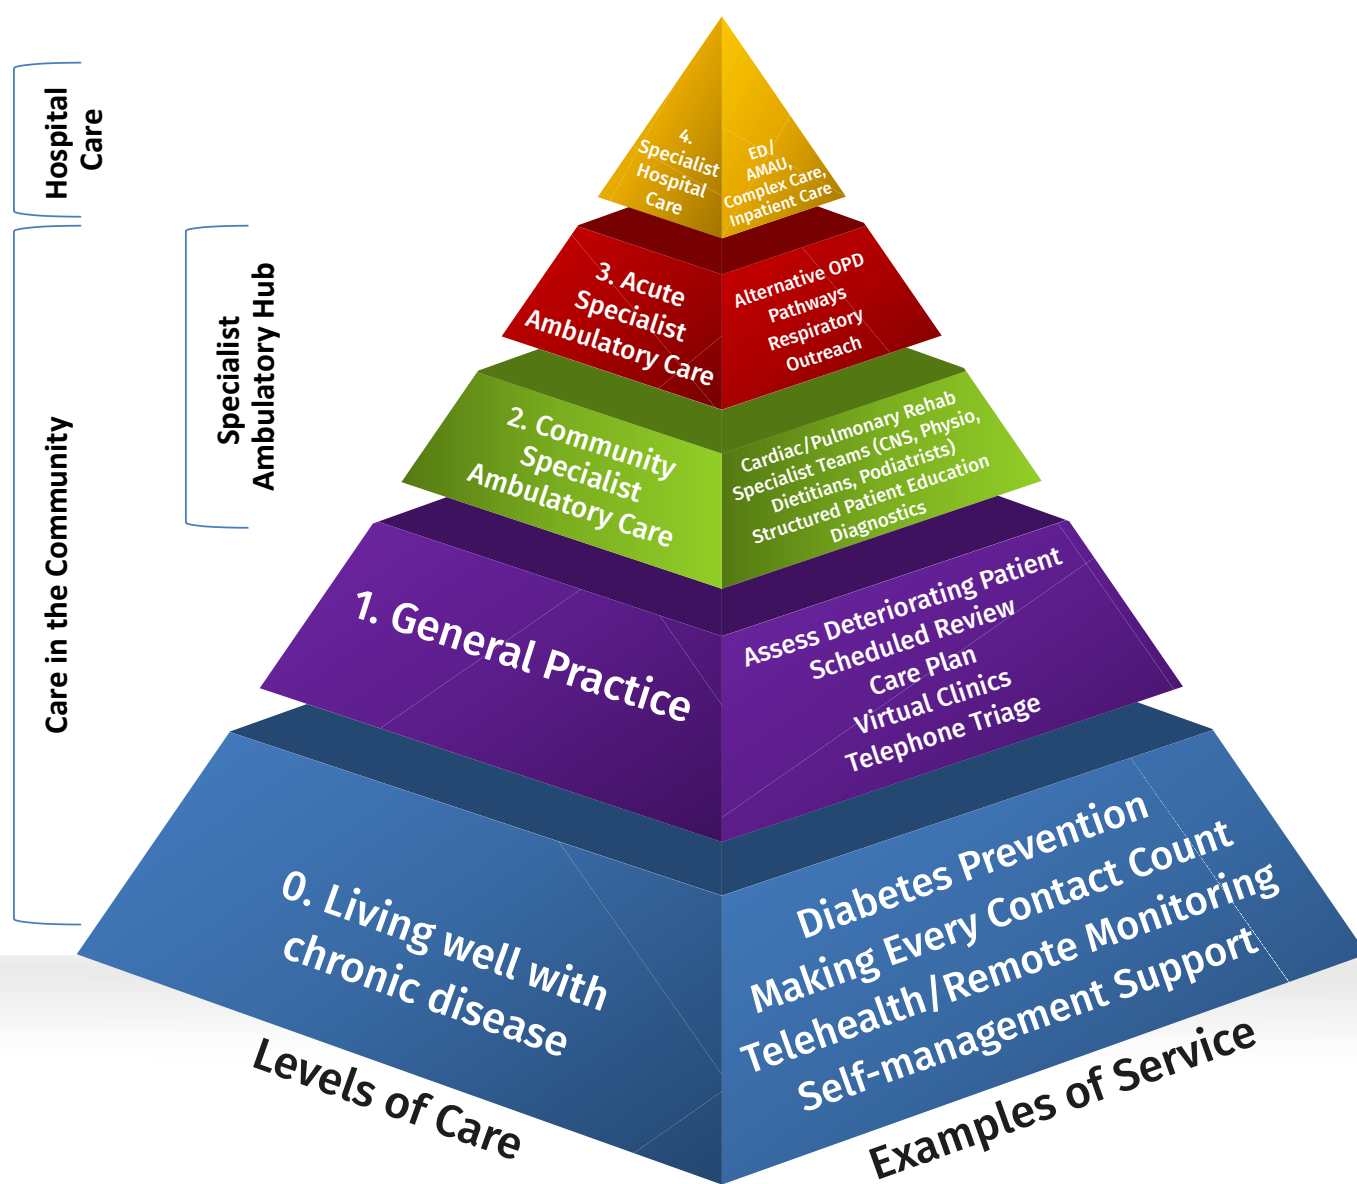 Hospital
Care
Specialist
Ambulatory Hub
Care in the Community
4.
Specialist
Hospital
Care
ED/
AMAU,
Complex Care,
Inpatient Care
3. Acute
Specialist
Ambulatory Care
Alternative OPD
Pathways
Respiratory
Outreach
2. Community
Specialist
Ambulatory Care
Cardiac/Pulmonary Rehab
Specialist Teams (CNS, Physio,
Dietitians, Podiatrists)
Structured Patient Education
Diagnostics
1. General Practice
Assess Deteriorating Patient
Scheduled Review
Care Plan
Virtual Clinics
Telephone Triage
0. Living well with
chronic disease
Diabetes Prevention
Making Every Contact Count
Telehealth/Remote Monitoring
Self-management Support
Levels of Care
Examples of Service